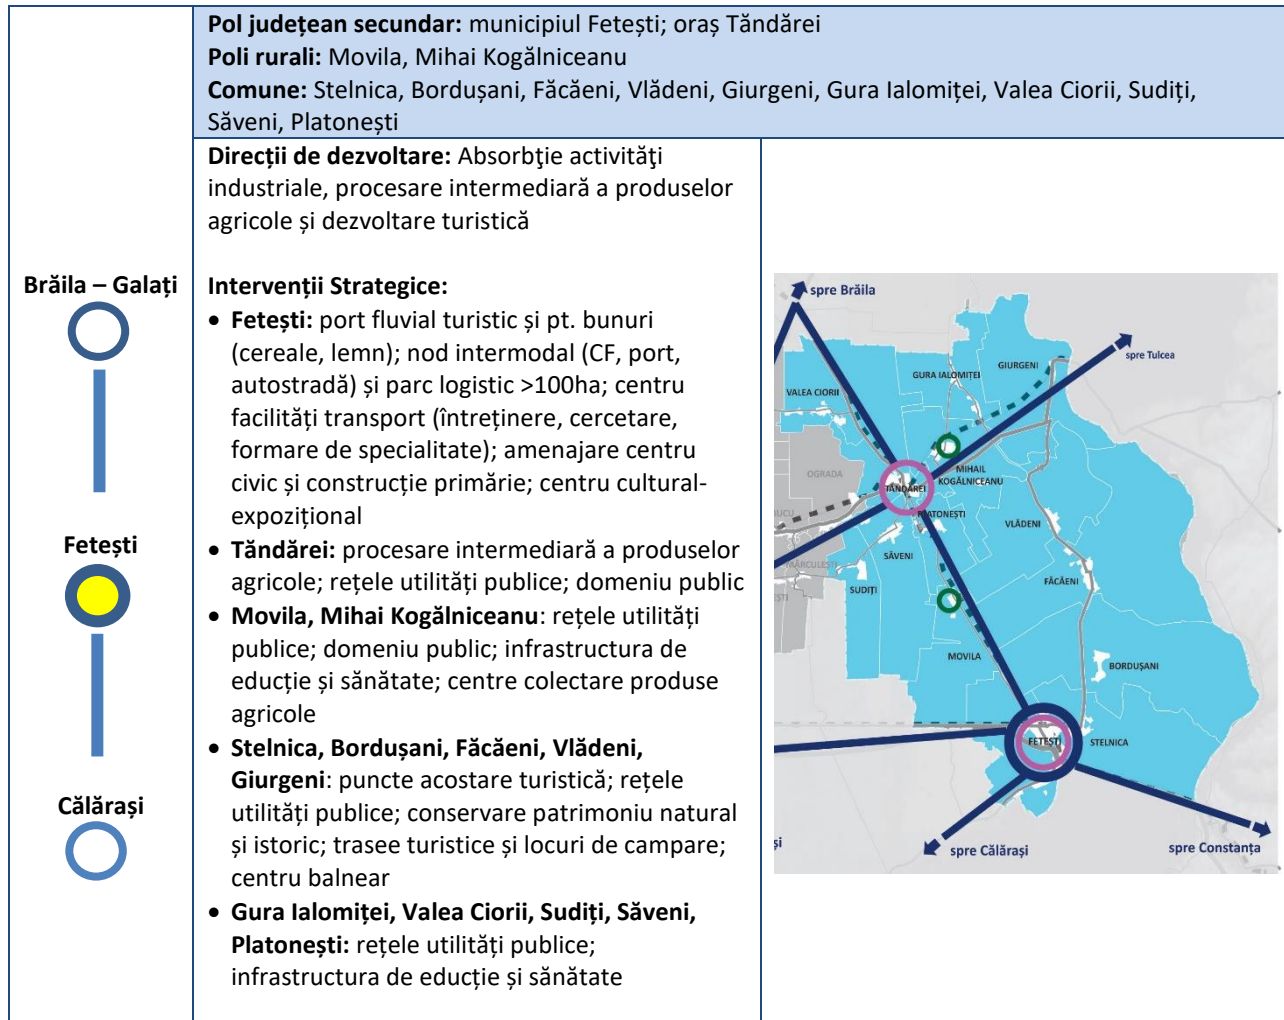 Pol județean secundar: municipiul Fetești; oraș Țăndărei
Poli rurali: Movila, Mihai Kogălniceanu
Comune: Stelnica, Bordușani, Făcăeni, Vlădeni, Giurgeni, Gura Ialomiței, Valea Ciorii, Sudiți,
Săveni, Platonești
Brăila – Galați
Fetești
Călărași
Direcții de dezvoltare: Absorbţie activităţi
industriale, procesare intermediară a produselor
agricole și dezvoltare turistică
Intervenții Strategice:
• Fetești: port fluvial turistic și pt. bunuri
(cereale, lemn); nod intermodal (CF, port,
autostradă) și parc logistic >100ha; centru
facilități transport (întreținere, cercetare,
formare de specialitate); amenajare centru
civic și construcție primărie; centru cultural-
expozițional
• Țăndărei: procesare intermediară a produselor
agricole; rețele utilități publice; domeniu public
• Movila, Mihai Kogălniceanu: rețele utilități
publice; domeniu public; infrastructura de
educție și sănătate; centre colectare produse
agricole
• Stelnica, Bordușani, Făcăeni, Vlădeni,
Giurgeni: puncte acostare turistică; rețele
utilități publice; conservare patrimoniu natural
și istoric; trasee turistice și locuri de campare;
centru balnear
• Gura Ialomiței, Valea Ciorii, Sudiți, Săveni,
Platonești: rețele utilități publice;
infrastructura de educție și sănătate
spre Brăila
spre Tulcea
GIURGENI
GURA IALOMIȚEI
VALEA CIORII
OGRADA
MIHAIL
KOGĂLNICEANU
ȚĂNDĂREI
PLATONEȘTI
VLĂDENI
SĂVENI
MĂRCULEȘTI
SUDIȚI
FĂCĂENI
MOVILA
BORDUȘANI
FETEȘTI
STELNICA
spre Călărași
spre Constanța